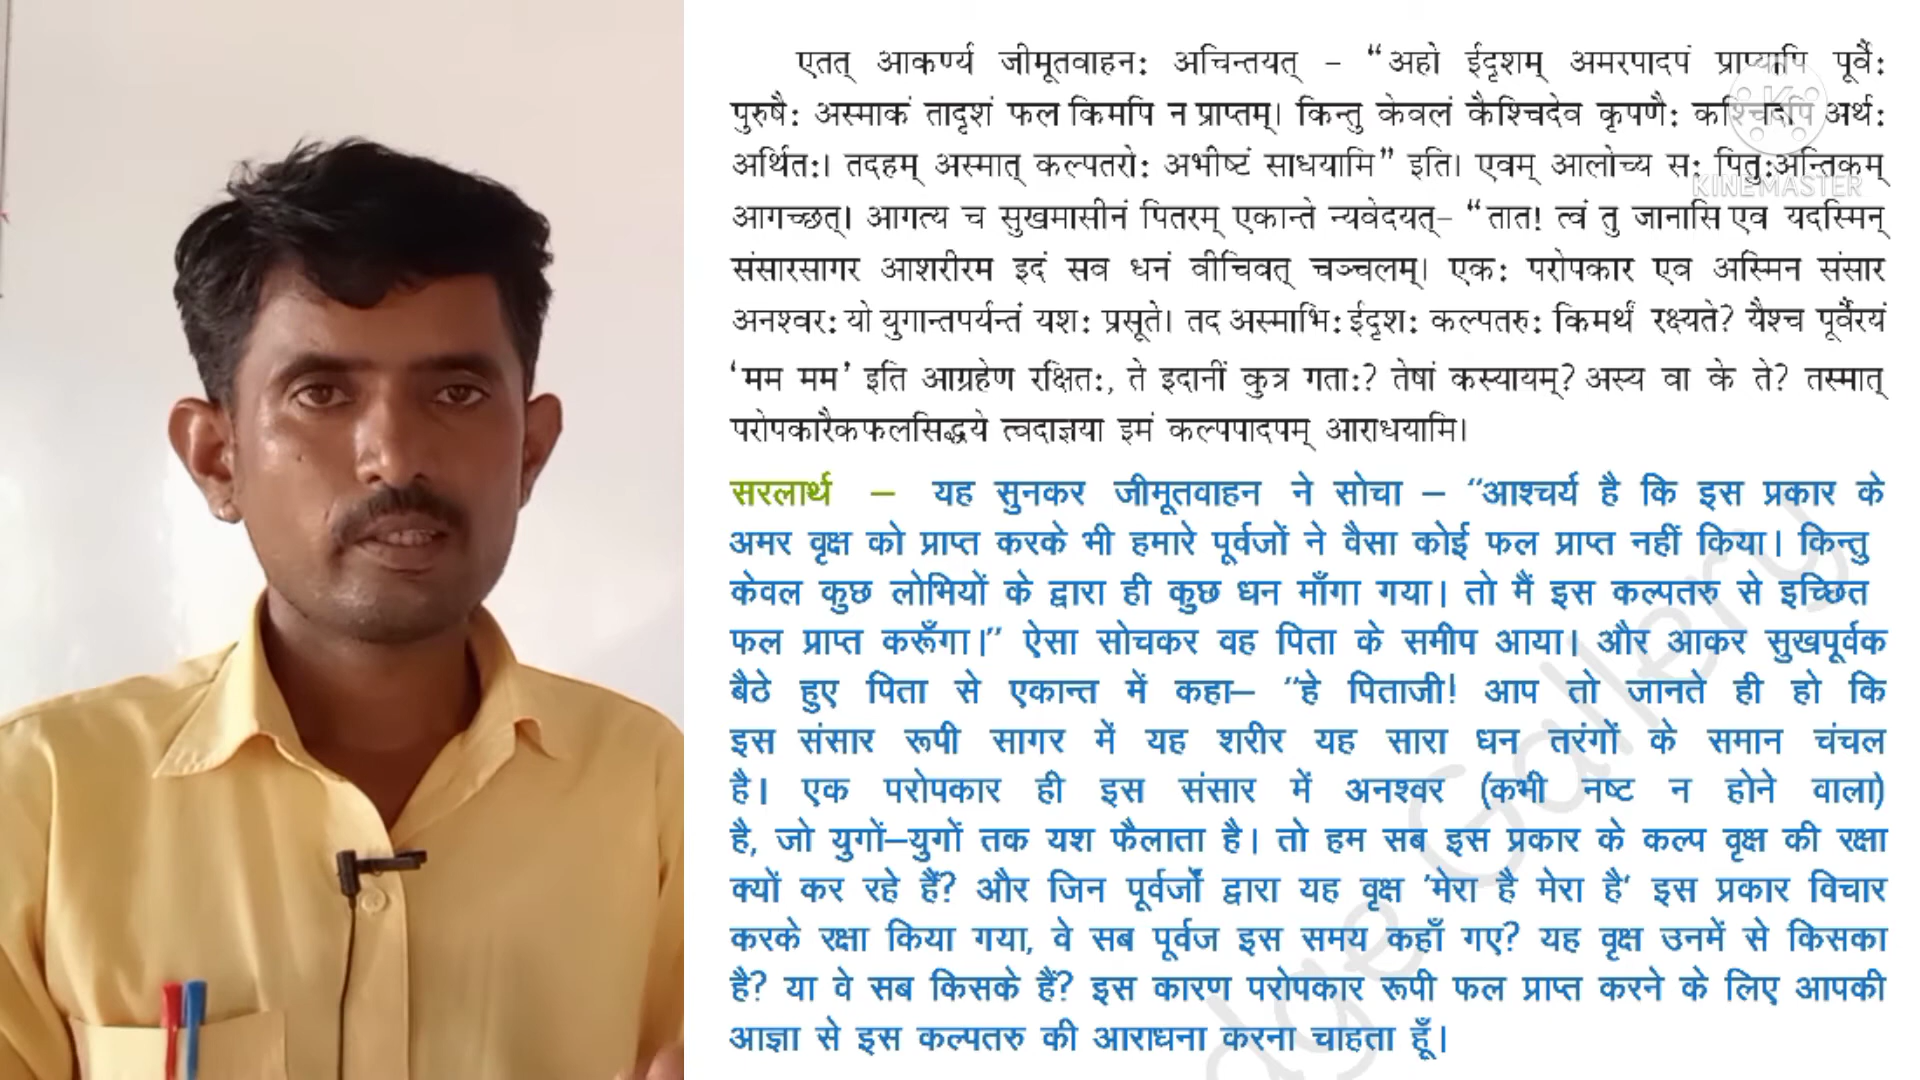 एतत् आकर्ण्य जीमूतवाहनः अचिन्तयत् – “अहो ईदृशम् अमरपादपं प्राप्यापि पूर्वैः
पुरुषैः अस्माकं तादृशं फल किमपि न प्राप्तम्। किन्तु केवलं कैश्चिदेव कृपणैः कश्चिदपि अर्थः
अर्थितः। तदहम् अस्मात् कल्पतरोः अभीष्टं साधयामि” इति। एवम् आलोच्य सः पितुःअन्तिकम्
KINEMASTER
आगच्छत्। आगत्य च सुखमासीनं पितरम् एकान्ते न्यवेदयत्– “तात! त्वं तु जानासि एव यदस्मिन्
संसारसागर आशरीरम इदं सव धनं वीचिवत् चञ्चलम्। एकः परोपकार एव अस्मिन संसार
अनश्वरः यो युगान्तपर्यन्तं यशः प्रसूते। तद अस्माभिःईदृशः कल्पतरुः किमर्थं रक्ष्यते? यैश्च पूर्वैरयं
‘मम मम’ इति आग्रहेण रक्षितः, ते इदानीं कुत्र गताः? तेषां कस्यायम्? अस्य वा के ते? तस्मात्
परोपकारैकफलसिद्धये त्वदाज्ञया इमं कल्पपादपम् आराधयामि।
सरलार्थ – यह सुनकर जीमूतवाहन ने सोचा – “आश्चर्य है कि इस प्रकार के
अमर वृक्ष को प्राप्त करके भी हमारे पूर्वजों ने वैसा कोई फल प्राप्त नहीं किया। किन्तु
केवल कुछ लोभियों के द्वारा ही कुछ धन माँगा गया। तो मैं इस कल्पतरु से इच्छित
फल प्राप्त करूँगा।” ऐसा सोचकर वह पिता के समीप आया। और आकर सुखपूर्वक
बैठे हुए पिता से एकान्त में कहा– “हे पिताजी! आप तो जानते ही हो कि
इस संसार रूपी सागर में यह शरीर यह सारा धन तरंगों के समान चंचल
है। एक परोपकार ही इस संसार में अनश्वर (कभी नष्ट न होने वाला)
है, जो युगों–युगों तक यश फैलाता है। तो हम सब इस प्रकार के कल्प वृक्ष की रक्षा
क्यों कर रहे हैं? और जिन पूर्वजों द्वारा यह वृक्ष ’मेरा है मेरा है‘ इस प्रकार विचार
करके रक्षा किया गया, वे सब पूर्वज इस समय कहाँ गए? यह वृक्ष उनमें से किसका
है? या वे सब किसके हैं? इस कारण परोपकार रूपी फल प्राप्त करने के लिए आपकी
आज्ञा से इस कल्पतरु की आराधना करना चाहता हूँ।